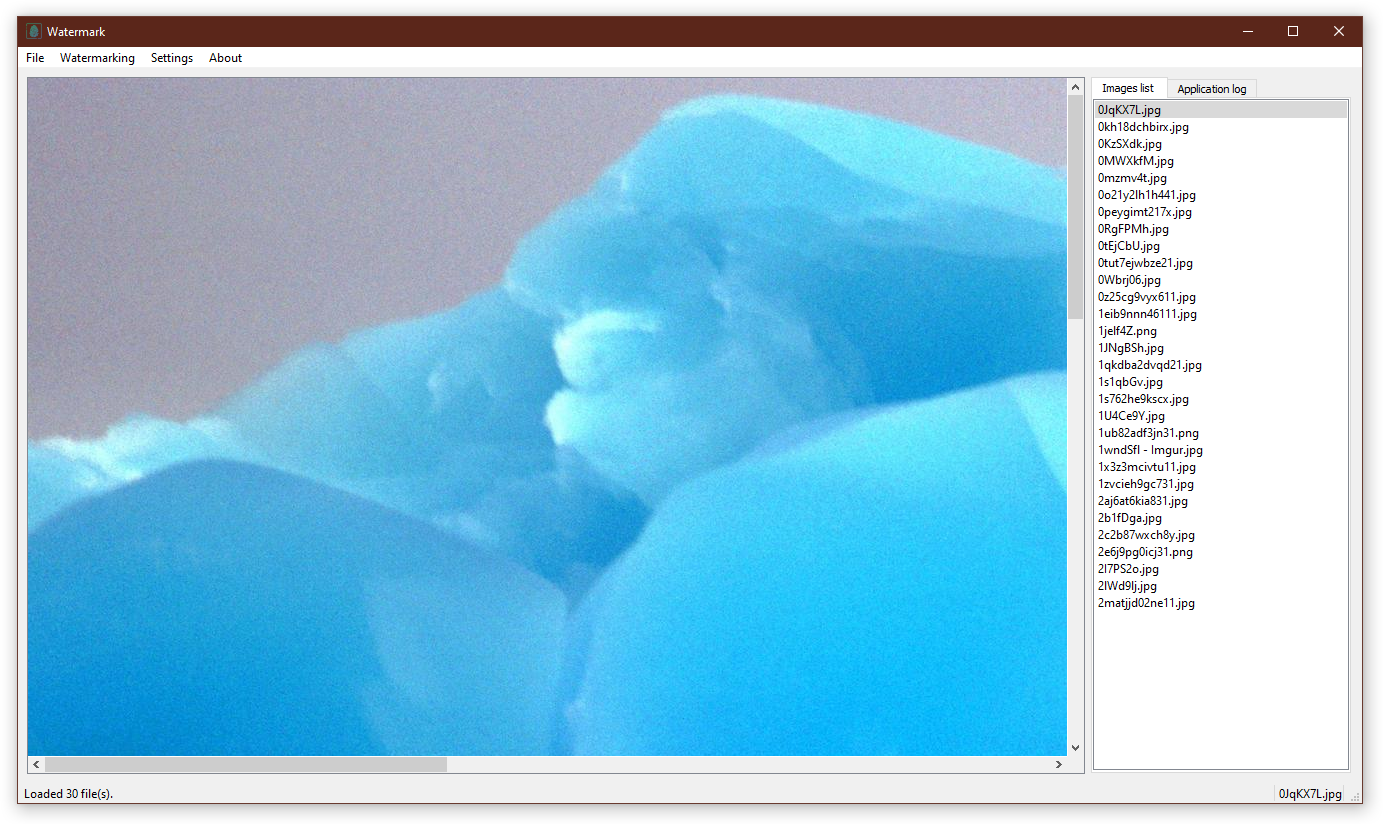 Watermark
File Watermarking Settings About
Images list Application log
0JqKX7L.jpg
0kh18dchbirx.jpg
0KzSXdk.jpg
0MWXkfM.jpg
0mzmv4t.jpg
0o21y2lh1h441.jpg
0peygimt217x.jpg
0RgFPMh.jpg
0tEjCbU.jpg
0tut7ejwbze21.jpg
0Wbrj06.jpg
0z25cg9vyx611.jpg
1eib9nnn46111.jpg
1jelf4Z.png
1JNgBSh.jpg
1qkdba2dvqd21.jpg
1s1qbGv.jpg
1s762he9kscx.jpg
1U4Ce9Y.jpg
1ub82adf3jn31.png
1wndSfI - Imgur.jpg
1x3z3mcivtu11.jpg
1zvcieh9gc731.jpg
2aj6at6kia831.jpg
2b1fDga.jpg
2c2b87wxch8y.jpg
2e6j9pg0icj31.png
2I7PS2o.jpg
2IWd9Ij.jpg
2matjjd02ne11.jpg
Loaded 30 file(s). 0JqKX7L.jpg